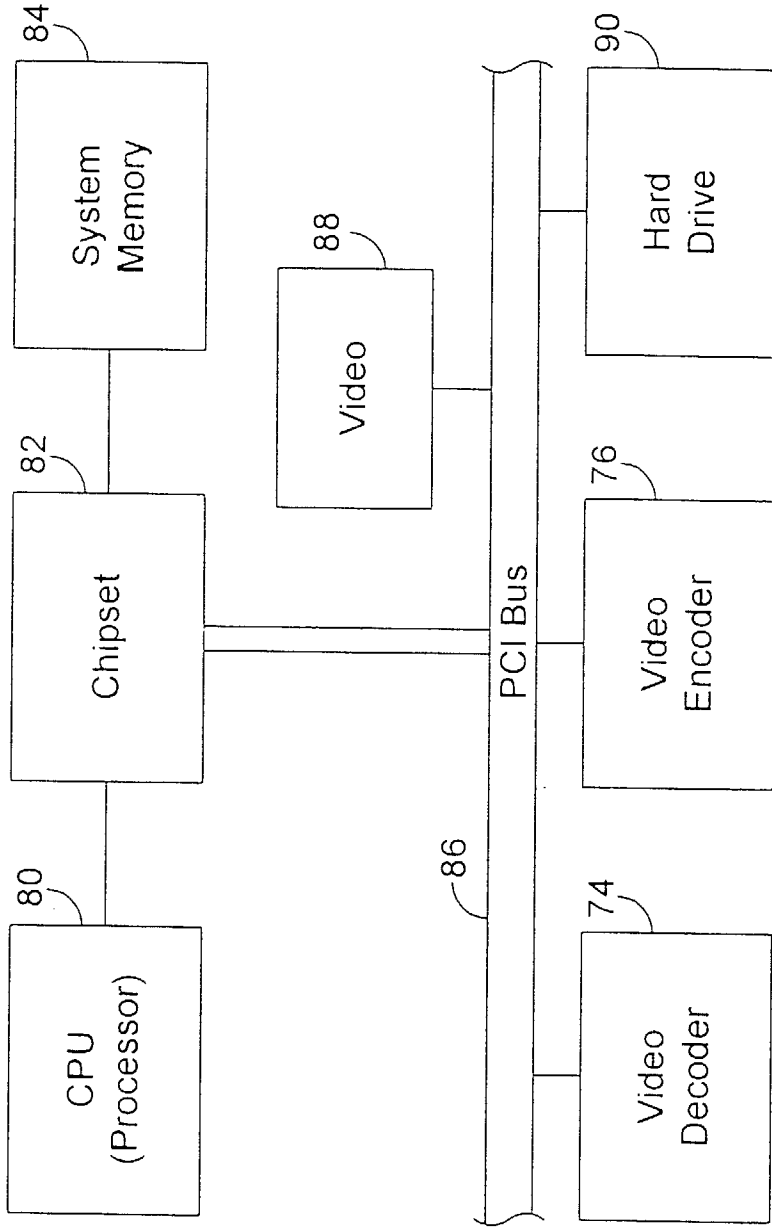 80
CPU
(Processor)
82
Chipset
84
System
Memory
88
Video
86
PCI Bus
74
Video
Decoder
76
Video
Encoder
90
Hard
Drive